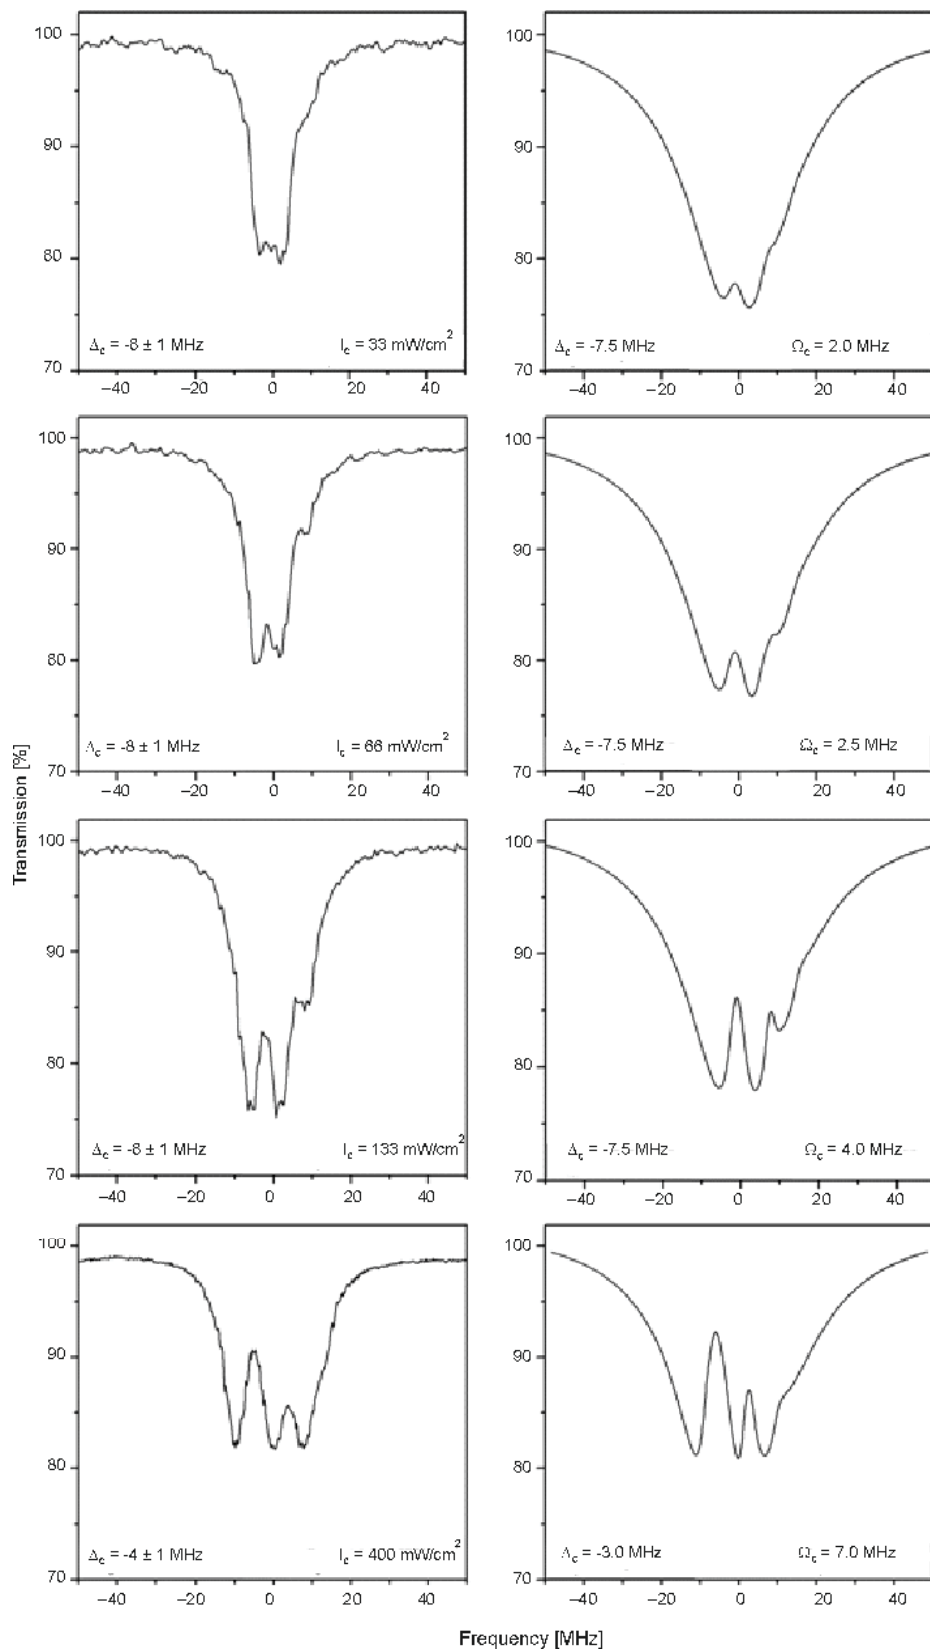 100
90
80
70
Δc = -8 ± 1 MHz
Ic = 33 mW/cm²
−40 −20 0 20 40
100
90
80
70
Δc = -7.5 MHz
Ωc = 2.0 MHz
−40 −20 0 20 40
100
90
80
70
Δc = -8 ± 1 MHz
Ic = 66 mW/cm²
−40 −20 0 20 40
100
90
80
70
Δc = -7.5 MHz
Ωc = 2.5 MHz
−40 −20 0 20 40
Transmission [%]
100
90
80
70
Δc = -8 ± 1 MHz
Ic = 133 mW/cm²
−40 −20 0 20 40
100
90
80
70
Δc = -7.5 MHz
Ωc = 4.0 MHz
−40 −20 0 20 40
100
90
80
70
Δc = -4 ± 1 MHz
Ic = 400 mW/cm²
−40 −20 0 20 40
100
90
80
70
Δc = -3.0 MHz
Ωc = 7.0 MHz
−40 −20 0 20 40
Frequency [MHz]